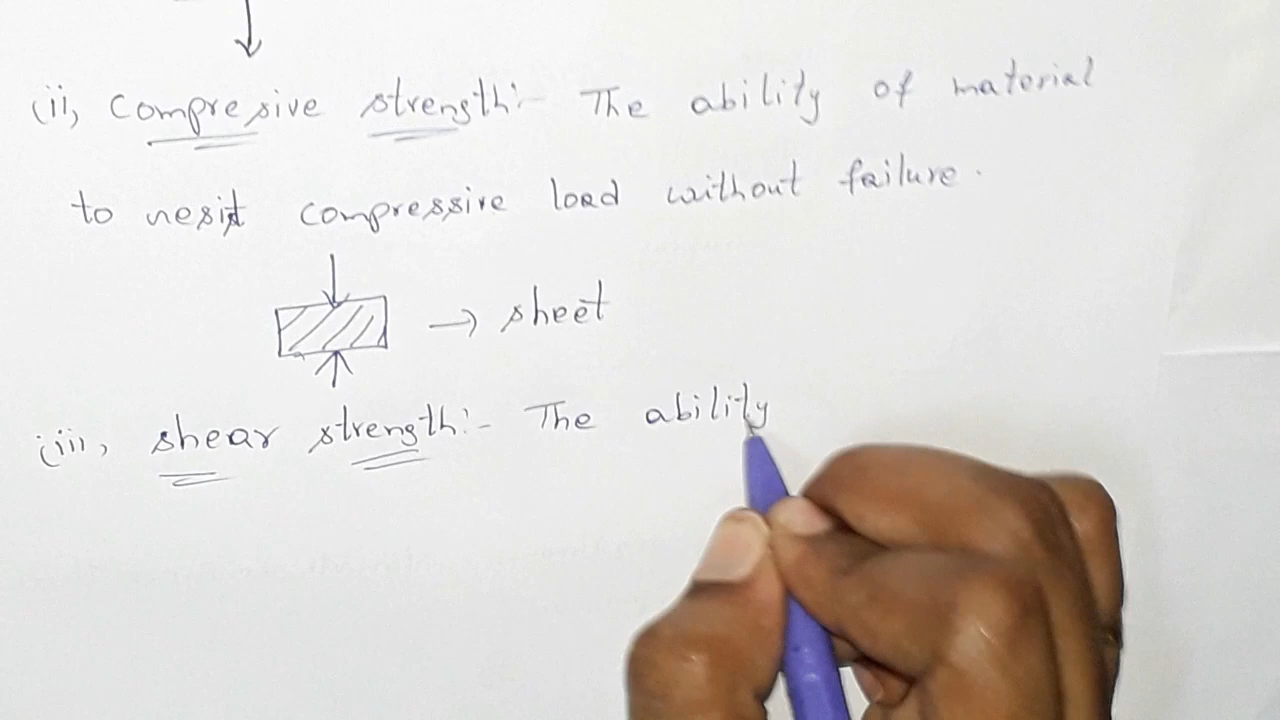 (ii), compresive strength:- The ability of material
to resist compressive load without failure.
→ sheet
(iii), shear strength:- The ability